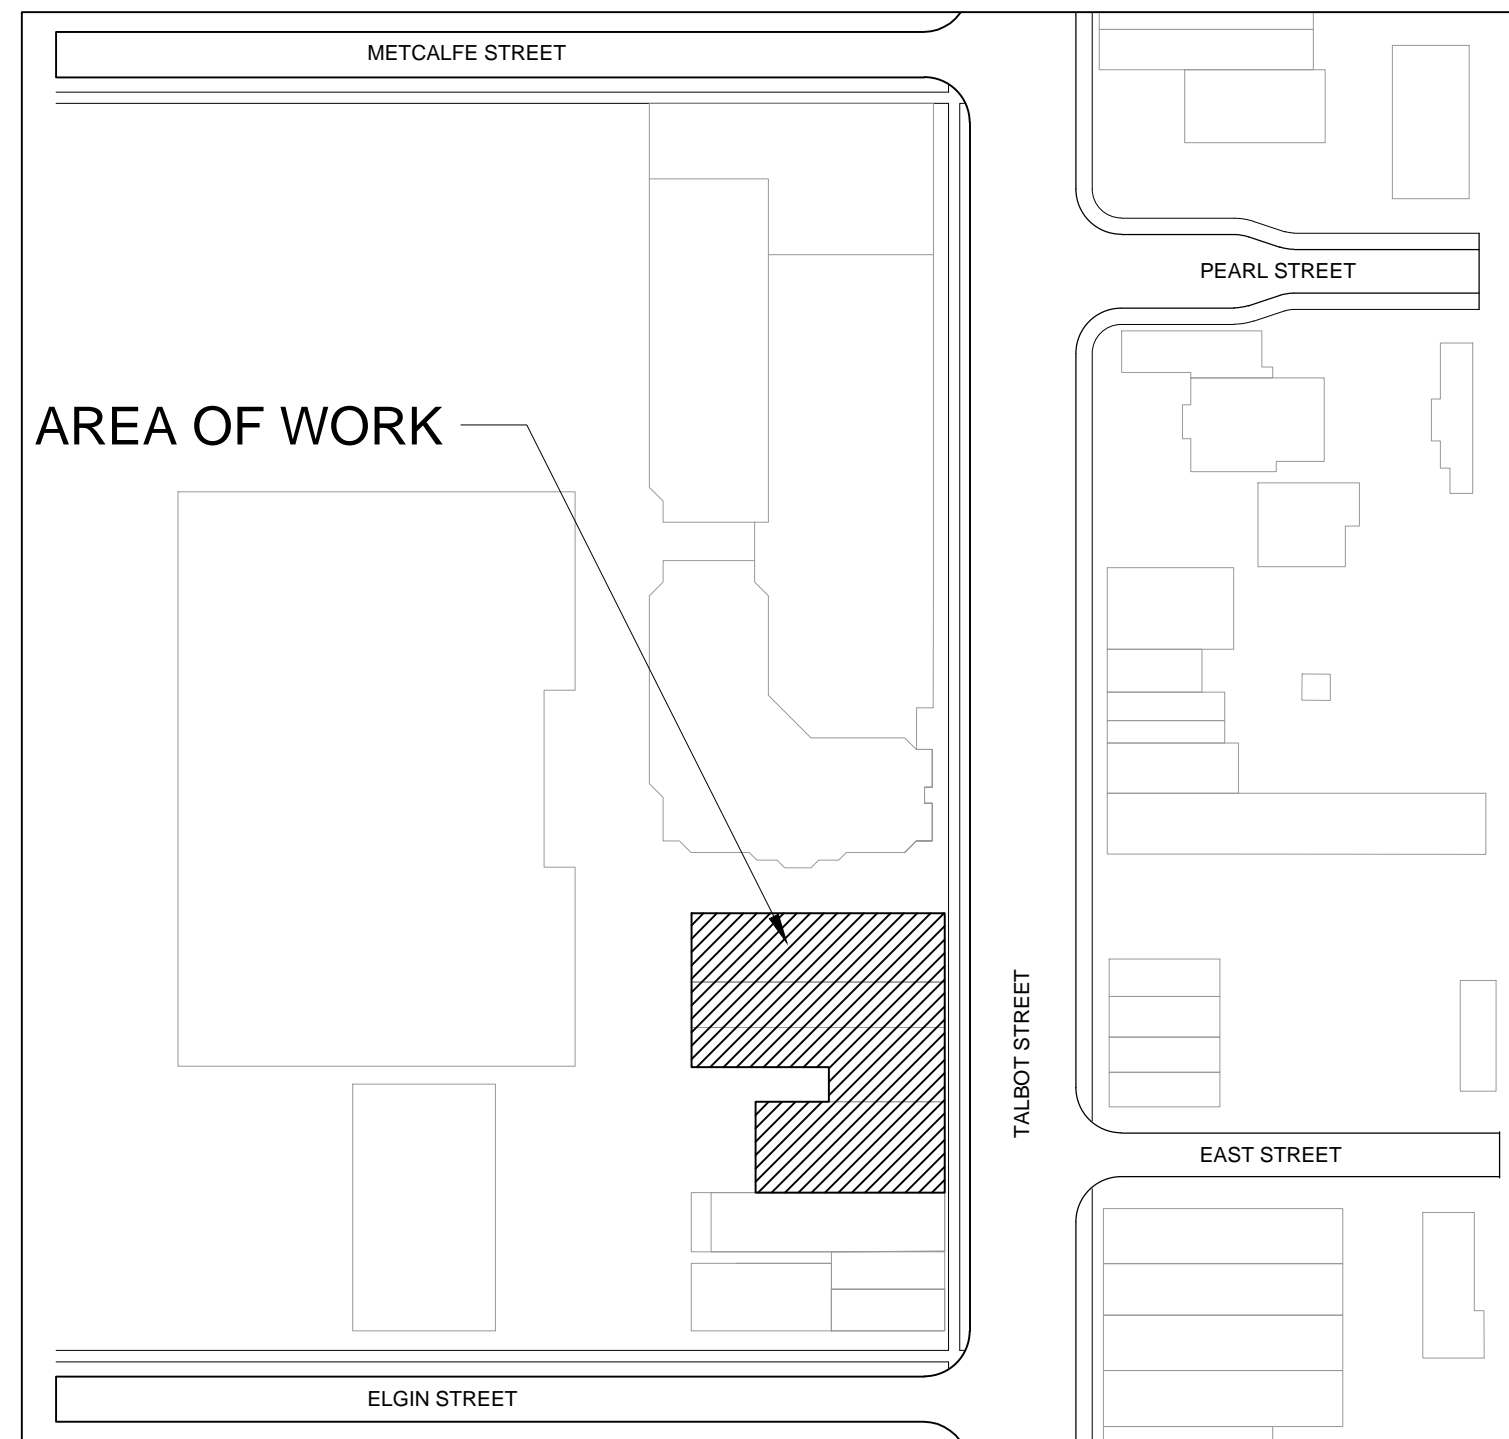 METCALFE STREET
PEARL STREET
AREA OF WORK
TALBOT STREET
EAST STREET
ELGIN STREET